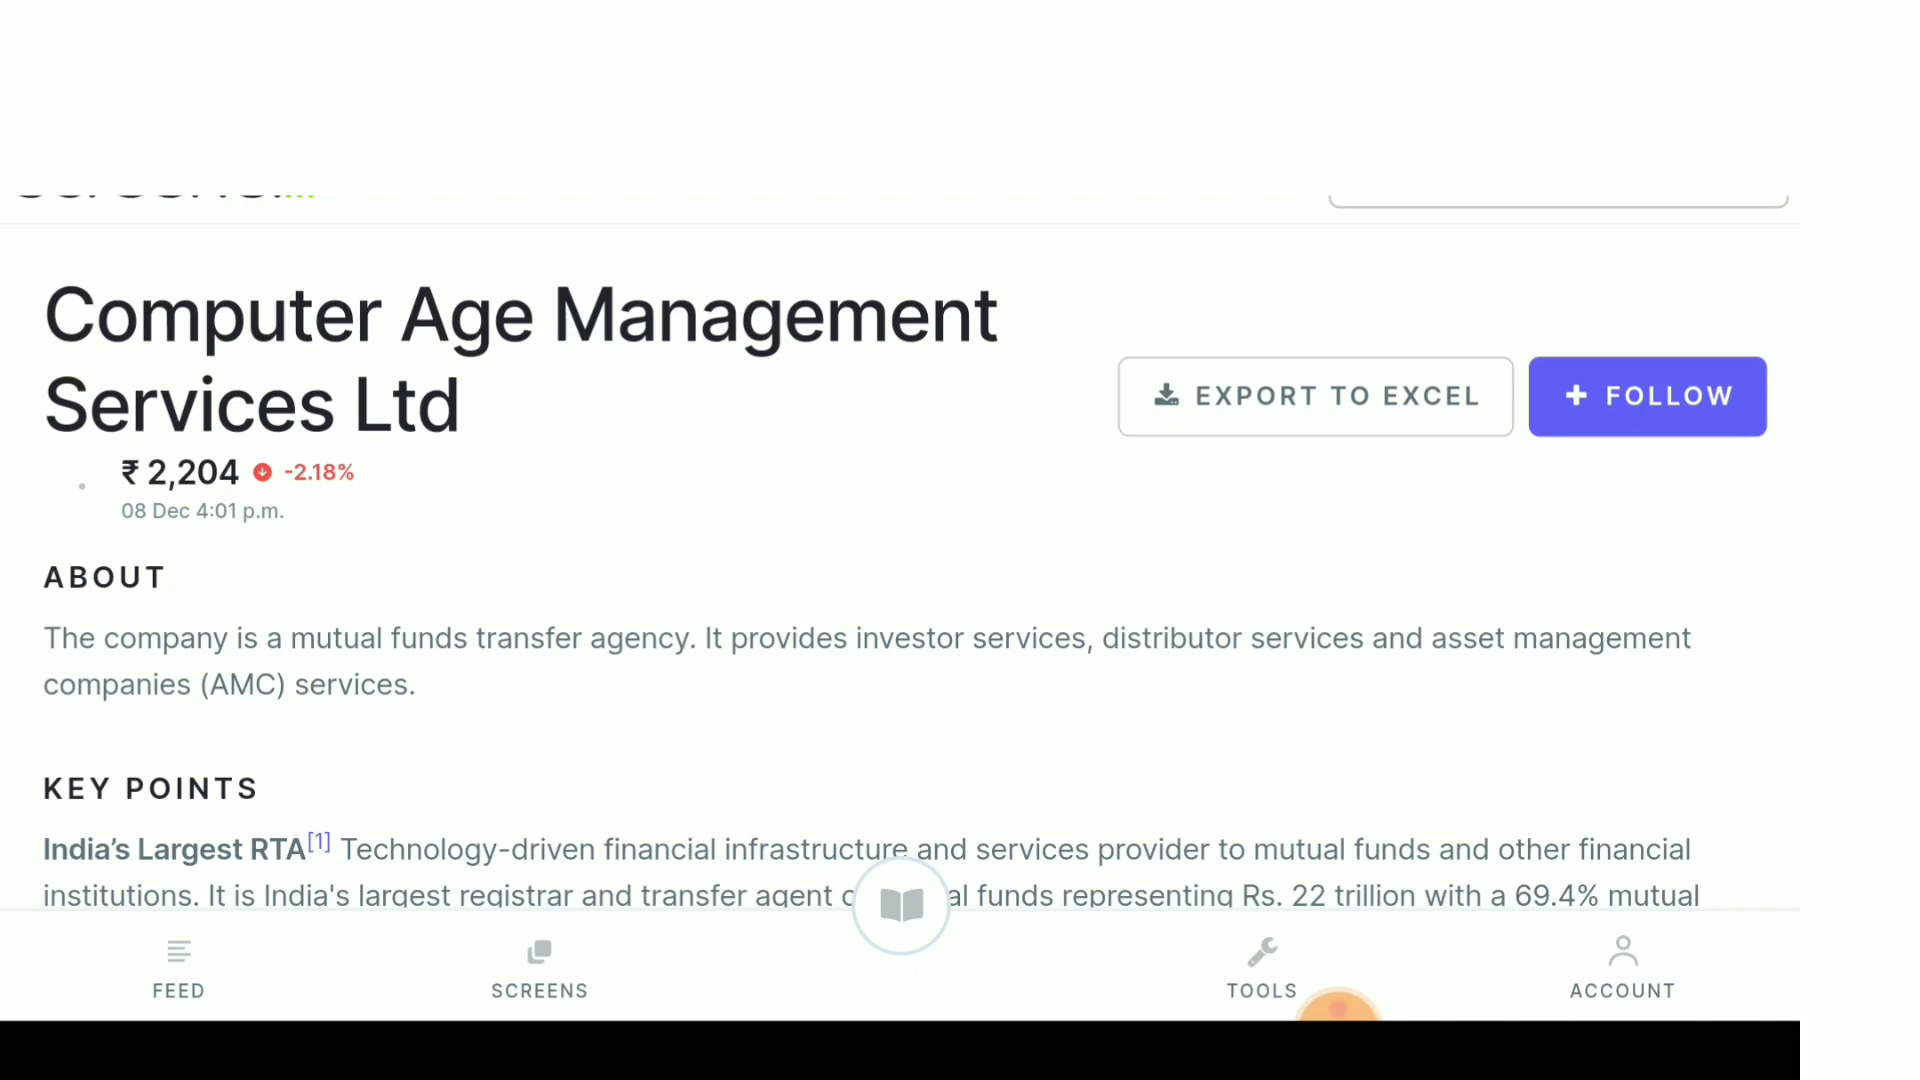 Computer Age Management
Services Ltd
EXPORT TO EXCEL
FOLLOW
₹ 2,204 -2.18%
08 Dec 4:01 p.m.
ABOUT
The company is a mutual funds transfer agency. It provides investor services, distributor services and asset management
companies (AMC) services.
KEY POINTS
India’s Largest RTA[1] Technology-driven financial infrastructure and services provider to mutual funds and other financial
institutions. It is India's largest registrar and transfer agent funds representing Rs. 22 trillion with a 69.4% mutual
FEED
SCREENS
TOOLS
ACCOUNT